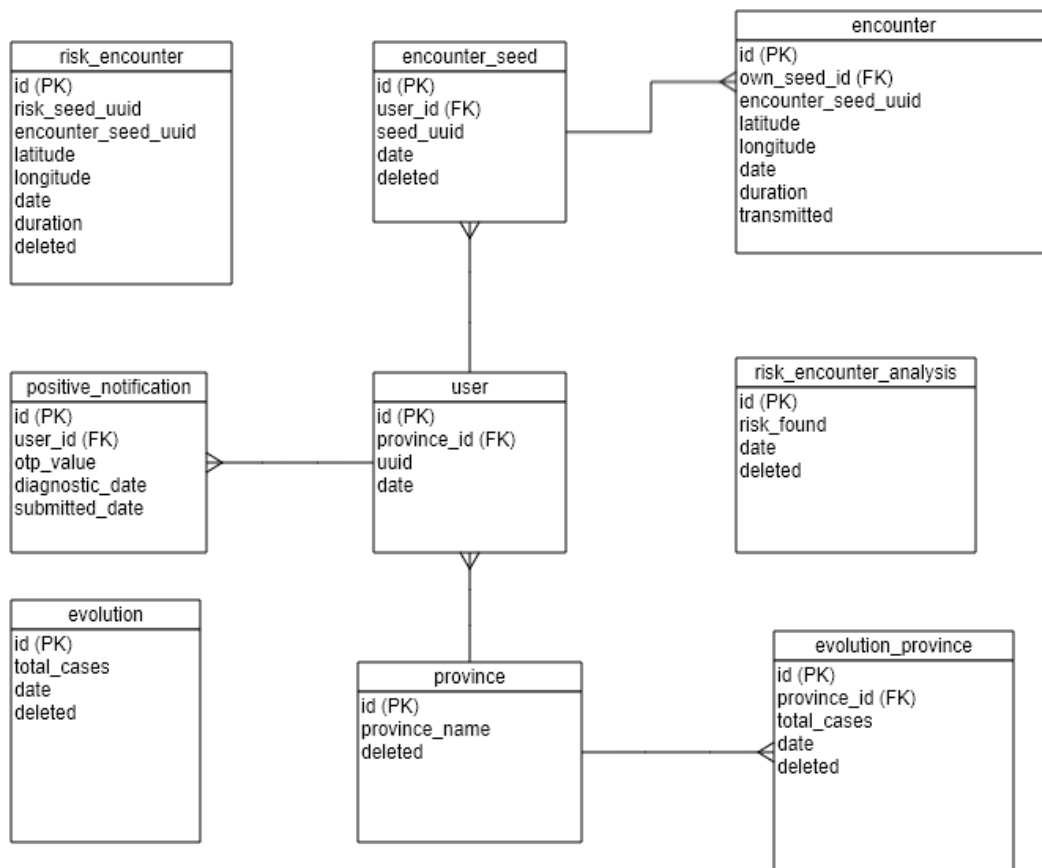 risk_encounter
id (PK)
risk_seed_uuid
encounter_seed_uuid
latitude
longitude
date
duration
deleted
encounter_seed
id (PK)
user_id (FK)
seed_uuid
date
deleted
encounter
id (PK)
own_seed_id (FK)
encounter_seed_uuid
latitude
longitude
date
duration
transmitted
positive_notification
id (PK)
user_id (FK)
otp_value
diagnostic_date
submitted_date
user
id (PK)
province_id (FK)
uuid
date
risk_encounter_analysis
id (PK)
risk_found
date
deleted
evolution
id (PK)
total_cases
date
deleted
province
id (PK)
province_name
deleted
evolution_province
id (PK)
province_id (FK)
total_cases
date
deleted